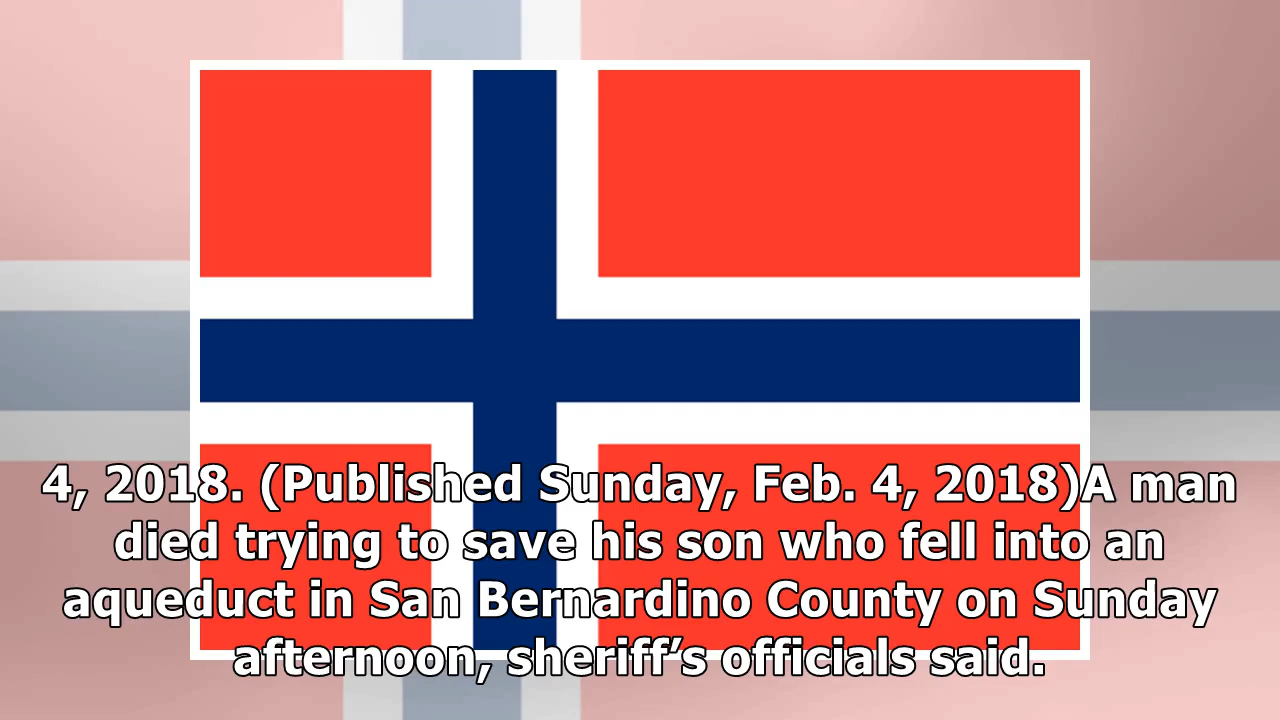 4, 2018. (Published Sunday, Feb. 4, 2018)A man
died trying to save his son who fell into an
aqueduct in San Bernardino County on Sunday
afternoon, sheriff’s officials said.